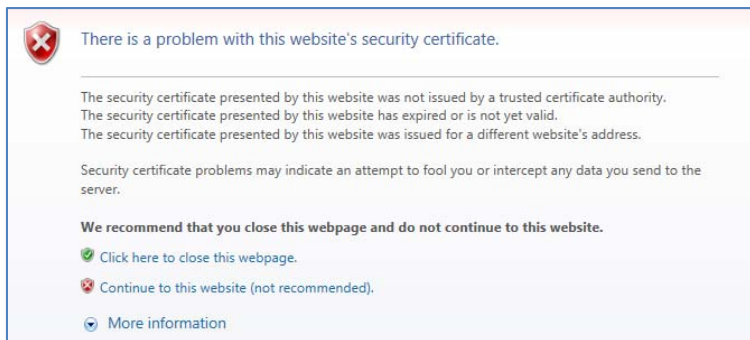 There is a problem with this website's security certificate.
The security certificate presented by this website was not issued by a trusted certificate authority.
The security certificate presented by this website has expired or is not yet valid.
The security certificate presented by this website was issued for a different website's address.
Security certificate problems may indicate an attempt to fool you or intercept any data you send to the
server.
We recommend that you close this webpage and do not continue to this website.
Click here to close this webpage.
Continue to this website (not recommended).
More information